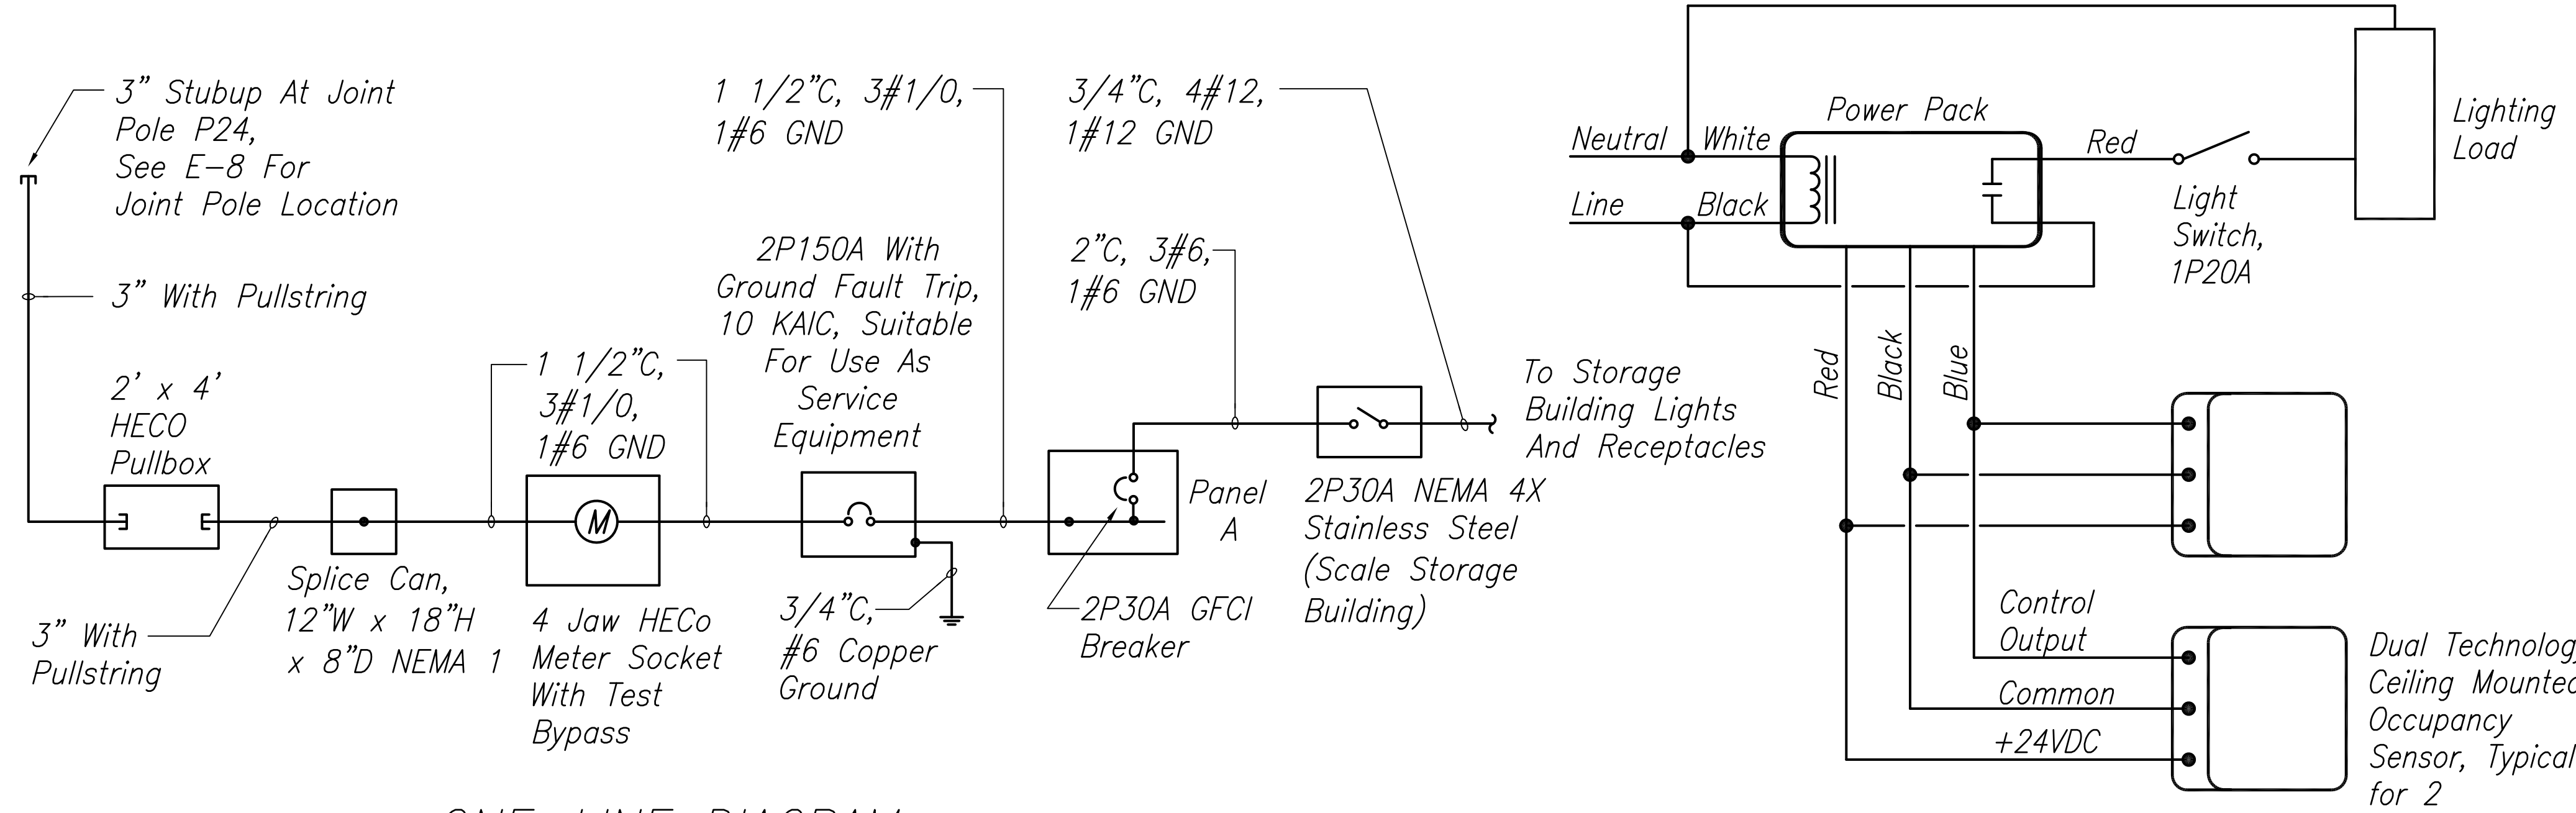 3" Stubup At Joint
Pole P24,
See E-8 For
Joint Pole Location
3" With Pullstring
2' x 4'
HECO
Pullbox
3" With
Pullstring
Splice Can,
12"W x 18"H
x 8"D NEMA 1
1 1/2"C,
3#1/0,
1#6 GND
M
4 Jaw HECo
Meter Socket
With Test
Bypass
1 1/2"C, 3#1/0,
1#6 GND
2P150A With
Ground Fault Trip,
10 KAIC, Suitable
For Use As
Service
Equipment
3/4"C,
#6 Copper
Ground
3/4"C, 4#12,
1#12 GND
2"C, 3#6,
1#6 GND
Panel
A
2P30A GFCI
Breaker
2P30A NEMA 4X
Stainless Steel
(Scale Storage
Building)
To Storage
Building Lights
And Receptacles
ONE LINE DIAGRAM
Power Pack
Neutral White
Line Black
Red
Light
Switch,
1P20A
Lighting
Load
Red
Black
Blue
Control
Output
Common
+24VDC
Dual Technolog
Ceiling Mounted
Occupancy
Sensor, Typical
for 2